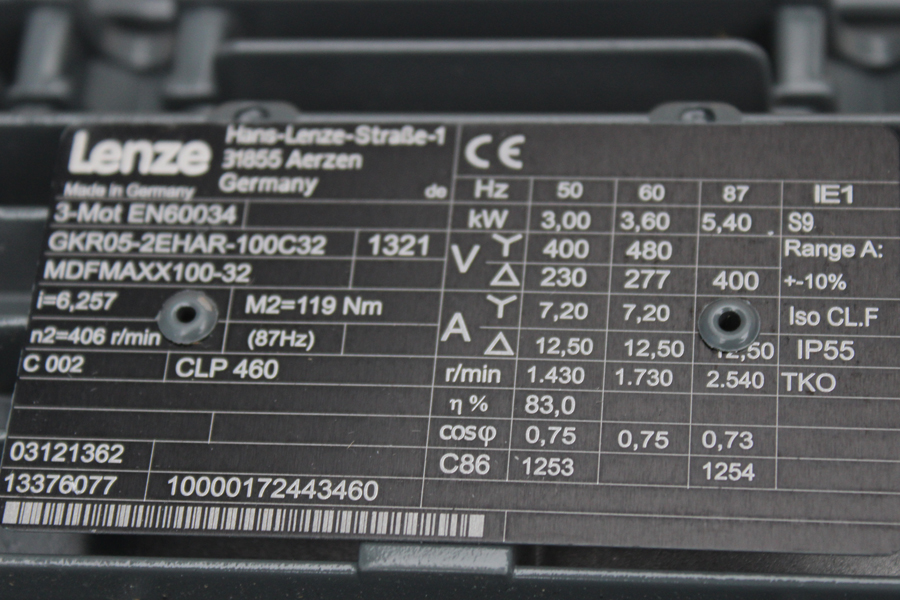 Lenze
Hans-Lenze-Straße-1
31855 Aerzen
Germany
Made in Germany
de
3-Mot EN60034
GKR05-2EHAR-100C32 1321
MDFMAXX100-32
i=6,257 M2=119 Nm
n2=406 r/min (87Hz)
C 002 CLP 460
03121362
13376077 10000172443460
CE
Hz 50 60 87 IE1
kW 3,00 3,60 5,40 S9
V Y 400 480 Range A:
Δ 230 277 400 +-10%
A Y 7,20 7,20 Iso CL.F
Δ 12,50 12,50 12,50 IP55
r/min 1.430 1.730 2.540 TKO
η % 83,0
cosφ 0,75 0,75 0,73
C86 1253 1254